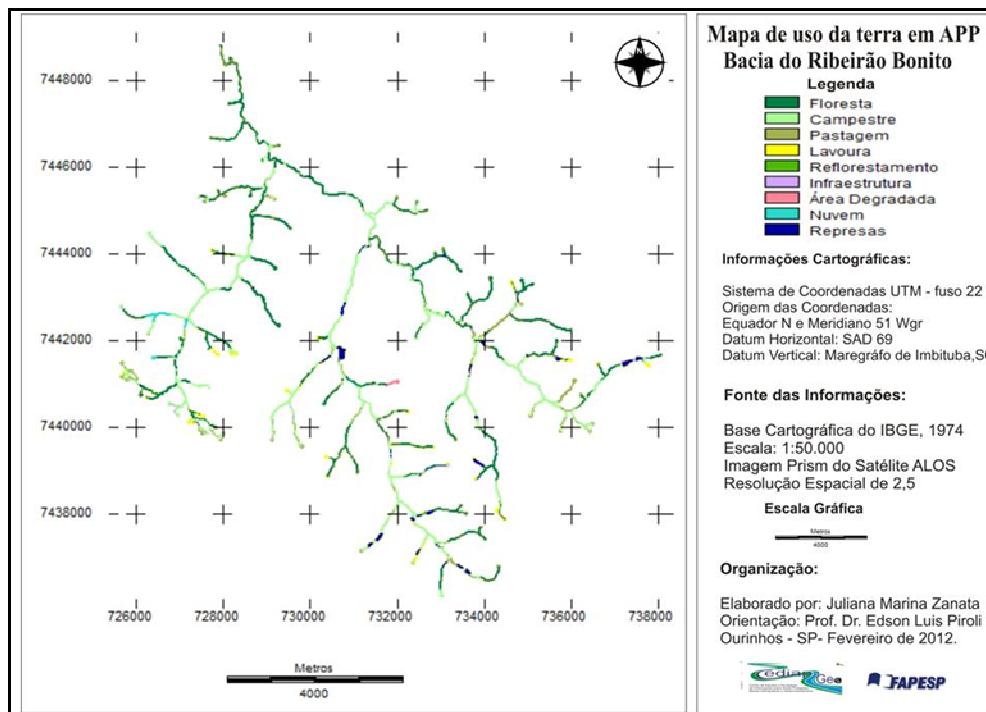 Mapa de uso da terra em APP
Bacia do Ribeirão Bonito
Legenda
Floresta
Campestre
Pastagem
Lavoura
Reflorestamento
Infraestrutura
Área Degradada
Nuvem
Represas
Informações Cartográficas:
Sistema de Coordenadas UTM - fuso 22
Origem das Coordenadas:
Equador N e Meridiano 51 Wgr
Datum Horizontal: SAD 69
Datum Vertical: Maregráfo de Imbituba,S
Fonte das Informações:
Base Cartográfica do IBGE, 1974
Escala: 1:50.000
Imagem Prism do Satélite ALOS
Resolução Espacial de 2,5
Escala Gráfica
Metros
4000
Organização:
Elaborado por: Juliana Marina Zanata
Orientação: Prof. Dr. Edson Luís Piroli
Ourinhos - SP- Fevereiro de 2012.
FAPESP
7448000
7446000
7444000
7442000
7440000
7438000
726000 728000 730000 732000 734000 736000 738000
Metros
4000